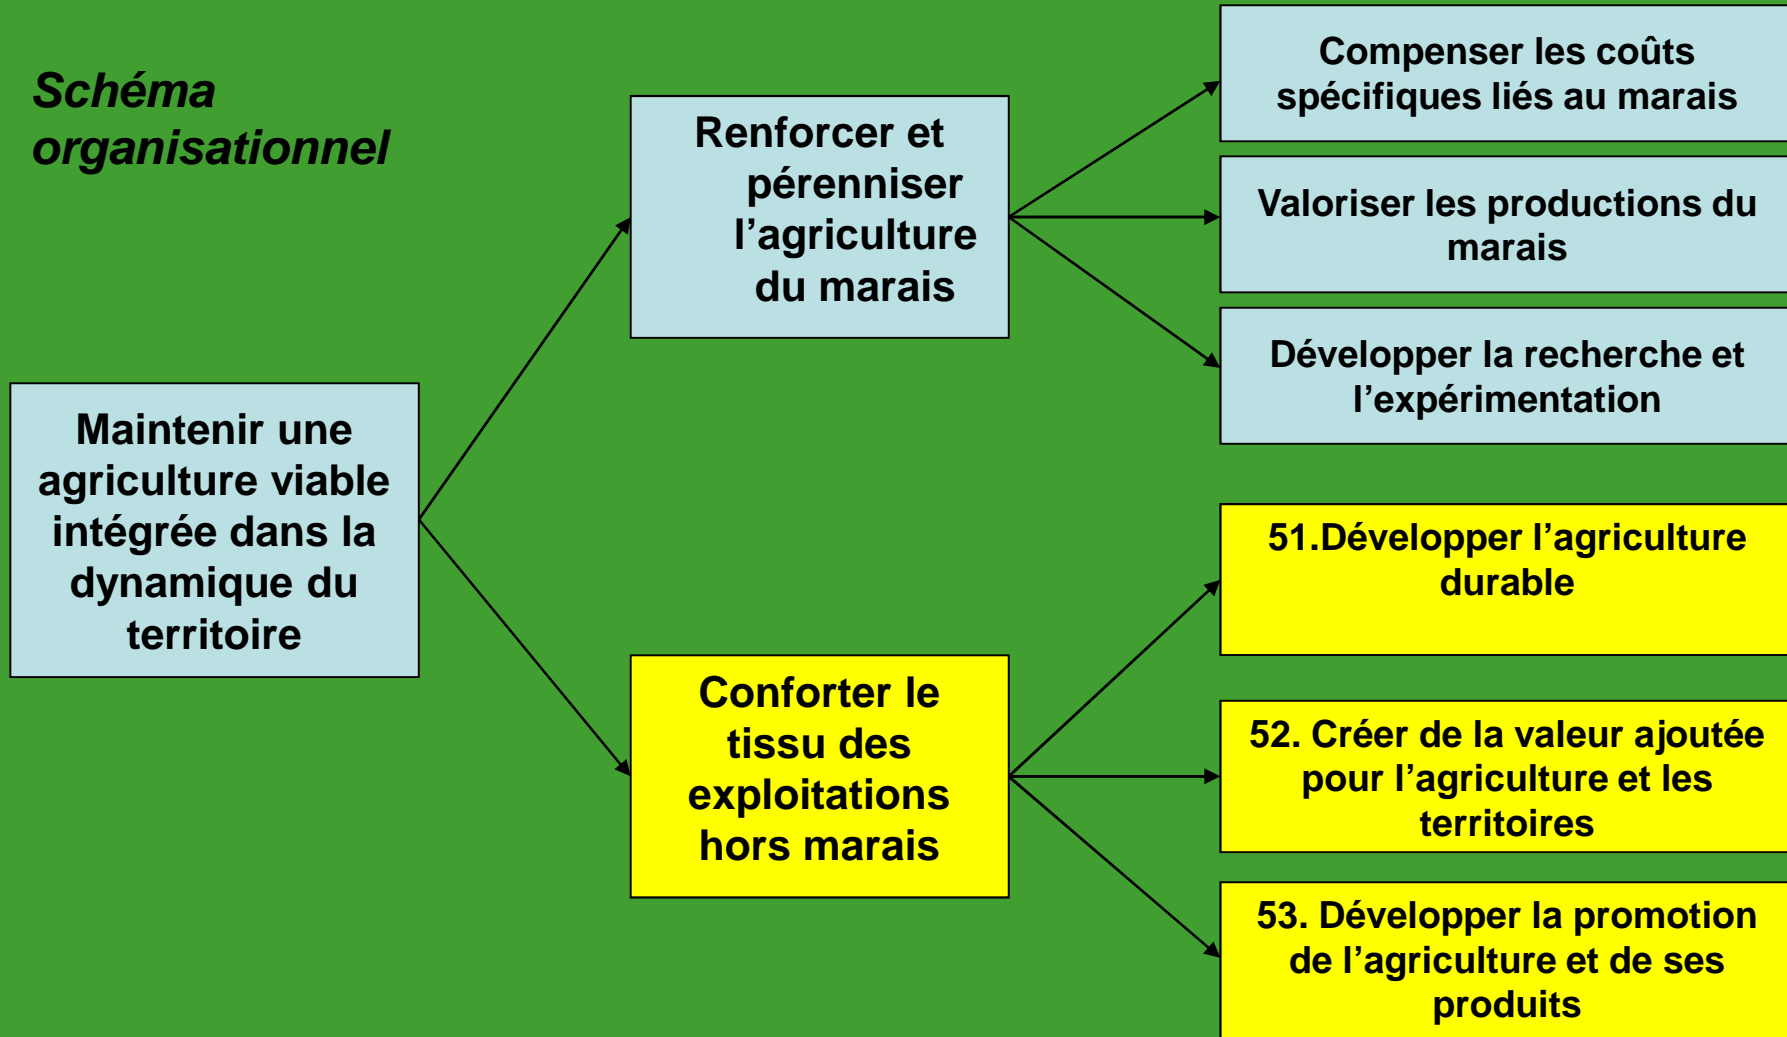 Schéma
organisationnel
Maintenir une
agriculture viable
intégrée dans la
dynamique du
territoire
Renforcer et
pérenniser
l’agriculture
du marais
Compenser les coûts
spécifiques liés au marais
Valoriser les productions du
marais
Développer la recherche et
l’expérimentation
Conforter le
tissu des
exploitations
hors marais
51.Développer l’agriculture
durable
52. Créer de la valeur ajoutée
pour l’agriculture et les
territoires
53. Développer la promotion
de l’agriculture et de ses
produits